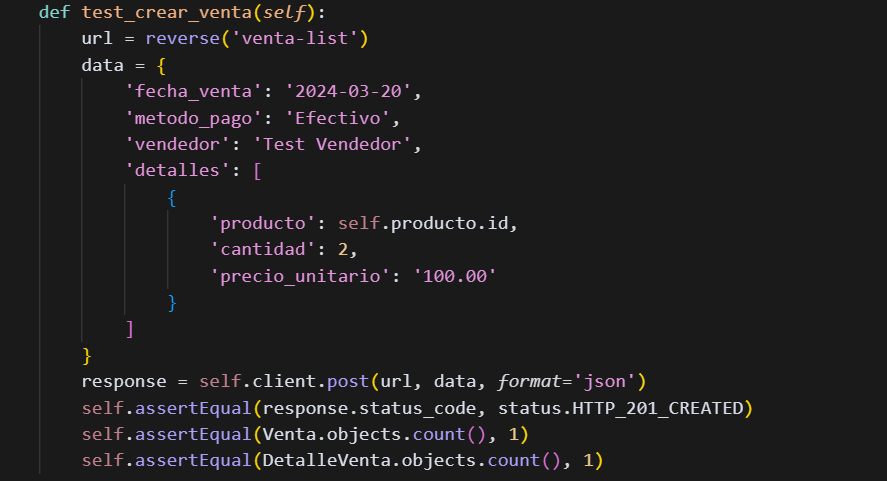 def test_crear_venta(self):
    url = reverse('venta-list')
    data = {
        'fecha_venta': '2024-03-20',
        'metodo_pago': 'Efectivo',
        'vendedor': 'Test Vendedor',
        'detalles': [
            {
                'producto': self.producto.id,
                'cantidad': 2,
                'precio_unitario': '100.00'
            }
        ]
    }
    response = self.client.post(url, data, format='json')
    self.assertEqual(response.status_code, status.HTTP_201_CREATED)
    self.assertEqual(Venta.objects.count(), 1)
    self.assertEqual(DetalleVenta.objects.count(), 1)